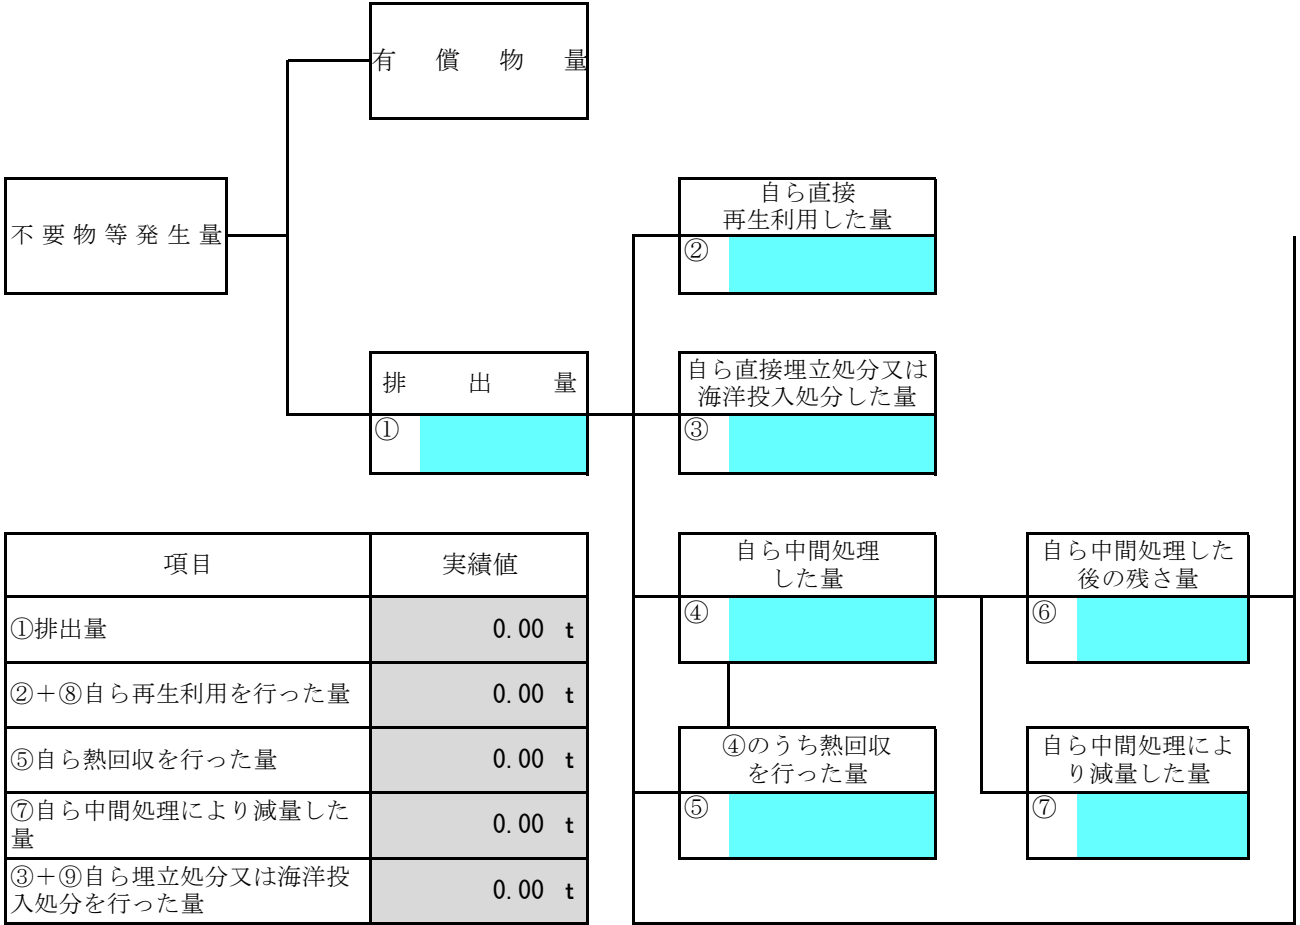 有償物量
不要物等発生量
自ら直接
再生利用した量
②
排出量
①
自ら直接埋立処分又は
海洋投入処分した量
③
自ら中間処理
した量
④
自ら中間処理した
後の残さ量
⑥
④のうち熱回収
を行った量
⑤
自ら中間処理によ
り減量した量
⑦
項目 実績値
①排出量 0.00 t
②＋⑧自ら再生利用を行った量 0.00 t
⑤自ら熱回収を行った量 0.00 t
⑦自ら中間処理により減量した
量 0.00 t
③＋⑨自ら埋立処分又は海洋投
入処分を行った量 0.00 t